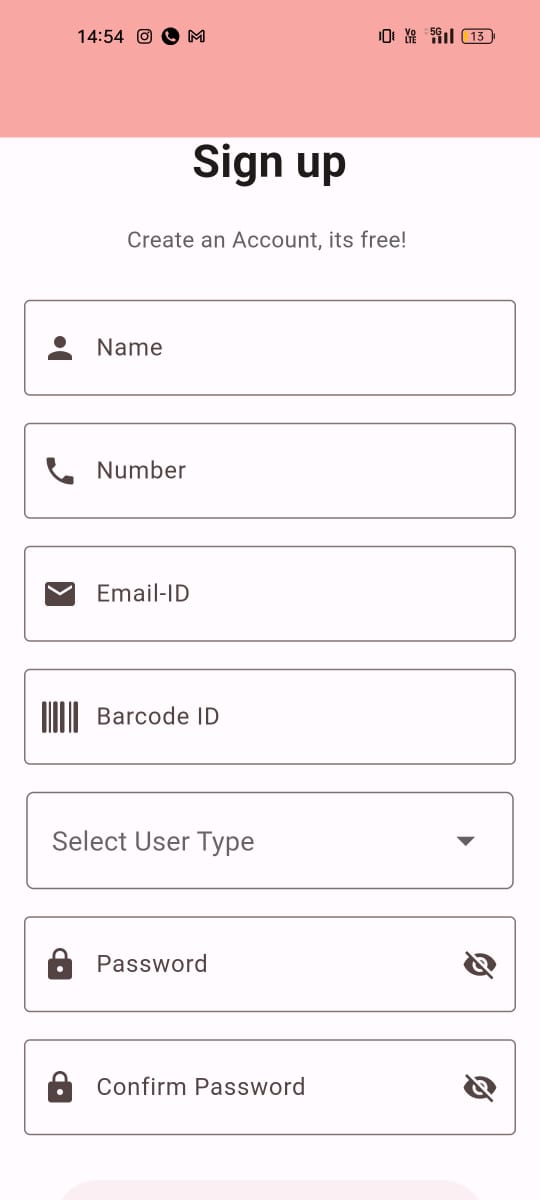 14:54 Vo LTE 5G 13
Sign up
Create an Account, its free!
Name
Number
Email-ID
Barcode ID
Select User Type
Password
Confirm Password